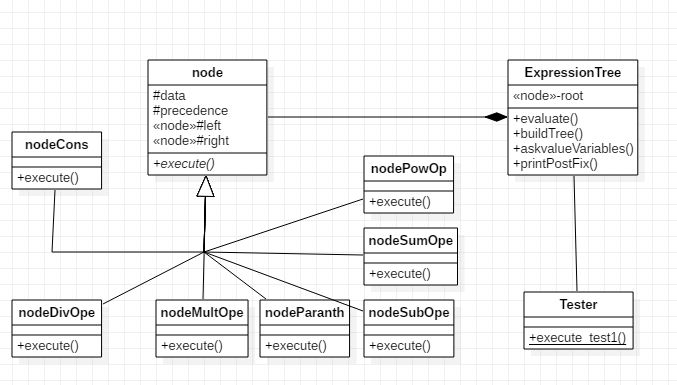 node
#data
#precedence
«node»#left
«node»#right
+execute()
ExpressionTree
«node»-root
+evaluate()
+buildTree()
+askvalueVariables()
+printPostFix()
nodeCons
+execute()
nodePowOp
+execute()
nodeSumOpe
+execute()
nodeDivOpe
+execute()
nodeMultOpe
+execute()
nodeParanth
+execute()
nodeSubOpe
+execute()
Tester
+execute_test1()